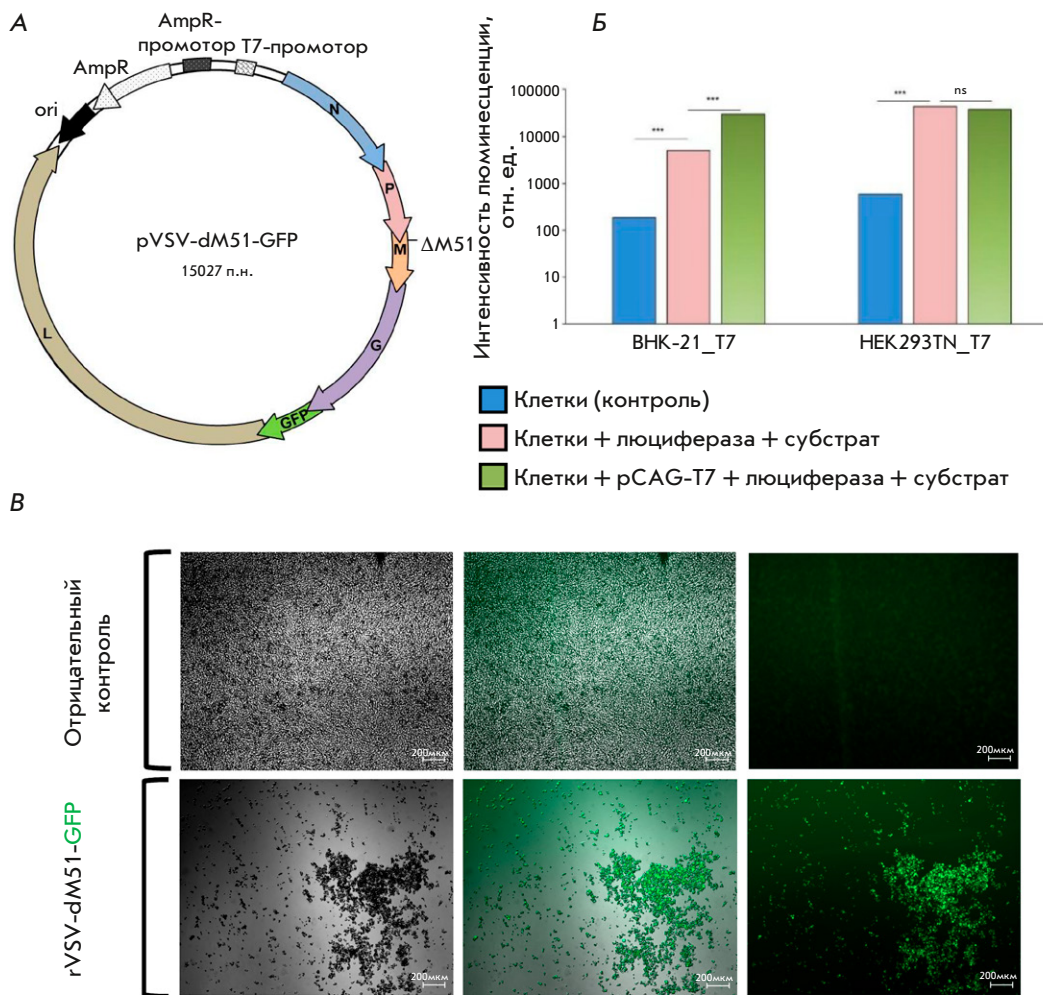 А
AmpR-
промотор
T7-промотор
AmpR
ori
N
P
M
ΔM51
G
GFP
L
pVSV-dM51-GFP
15027 п.н.
Б
Интенсивность люминесценции,
отн. ед.
100000
10000
1000
100
10
1
***
***
***
ns
BHK-21_T7
HEK293TN_T7
Клетки (контроль)
Клетки + люцифераза + субстрат
Клетки + pCAG-T7 + люцифераза + субстрат
В
Отрицательный
контроль
200мкм
200мкм
200мкм
rVSV-dM51-GFP
200мкм
200мкм
200мкм